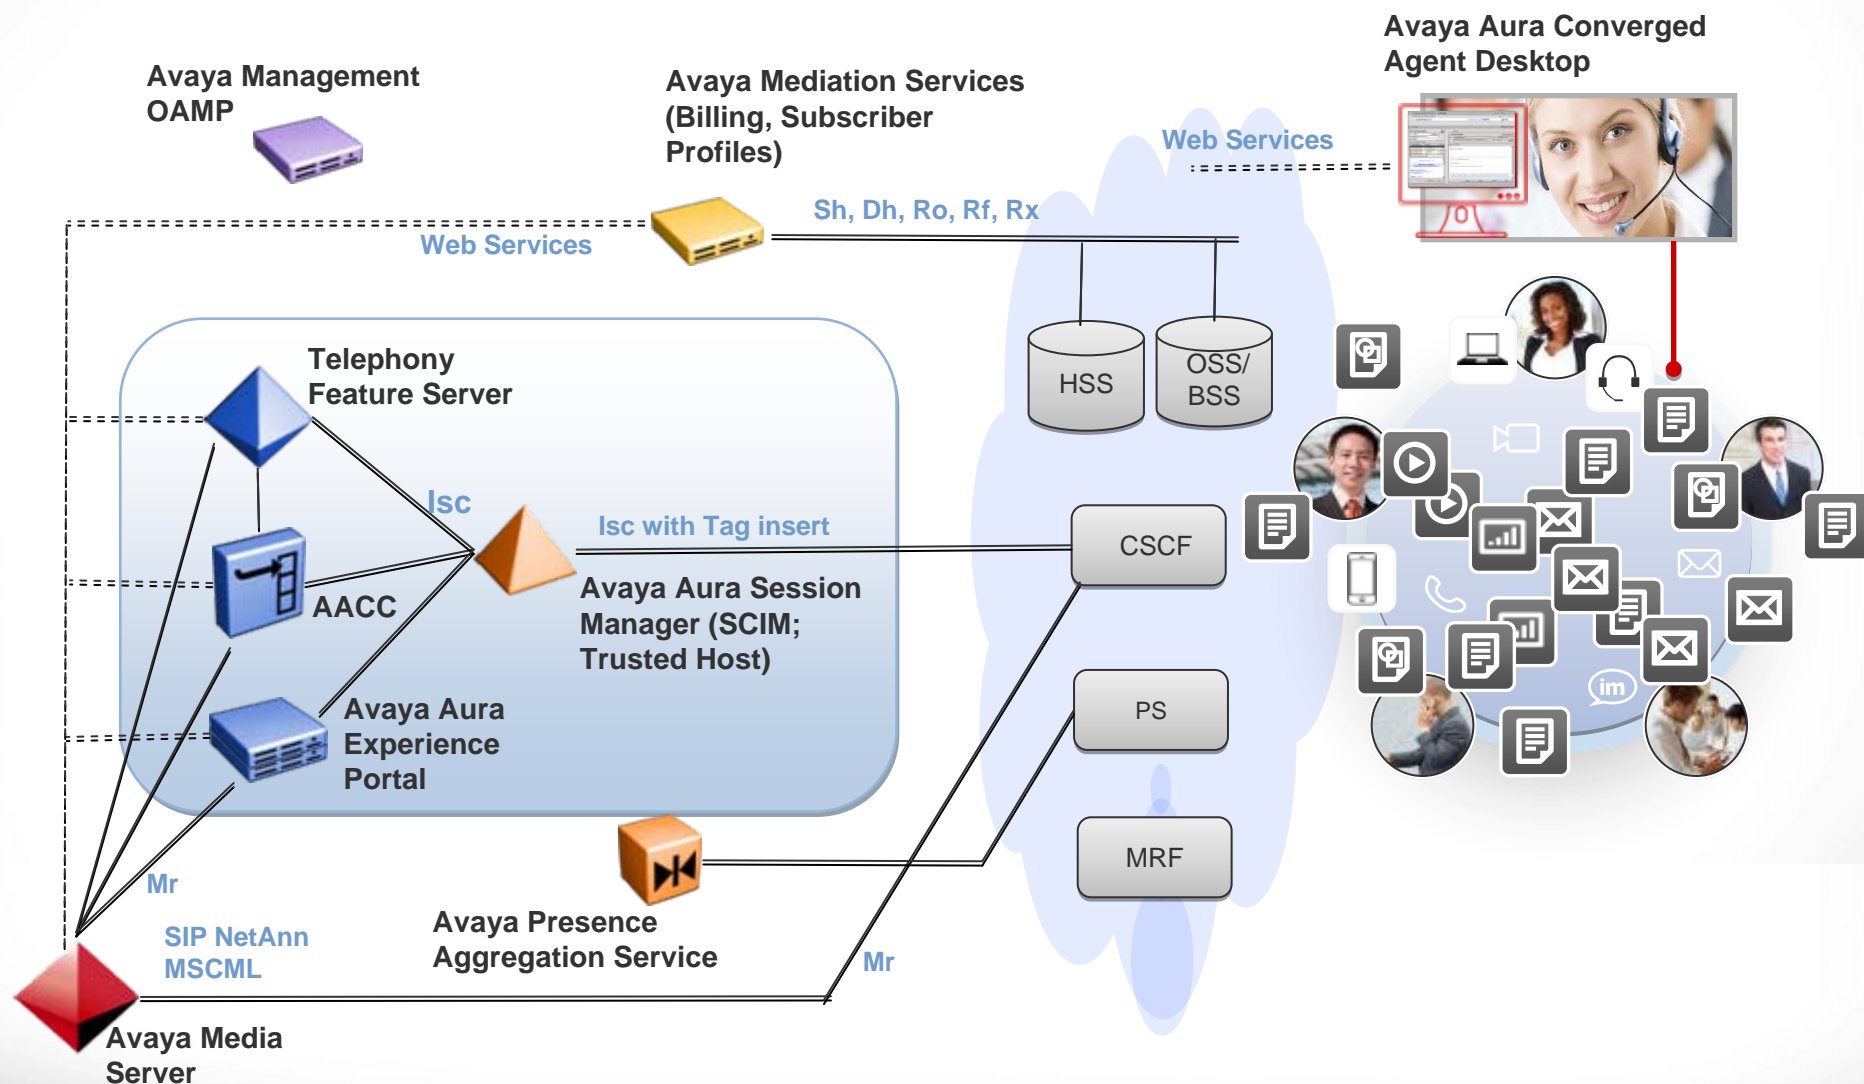 Avaya Aura Converged
Agent Desktop
Avaya Management
OAMP
Avaya Mediation Services
(Billing, Subscriber
Profiles)
Web Services
Sh, Dh, Ro, Rf, Rx
Web Services
Telephony
Feature Server
HSS
OSS/
BSS
Isc
Isc with Tag insert
CSCF
AACC
Avaya Aura Session
Manager (SCIM;
Trusted Host)
Avaya Aura
Experience
Portal
PS
im
MRF
Mr
SIP NetAnn
MSCML
Avaya Presence
Aggregation Service
Mr
Avaya Media
Server